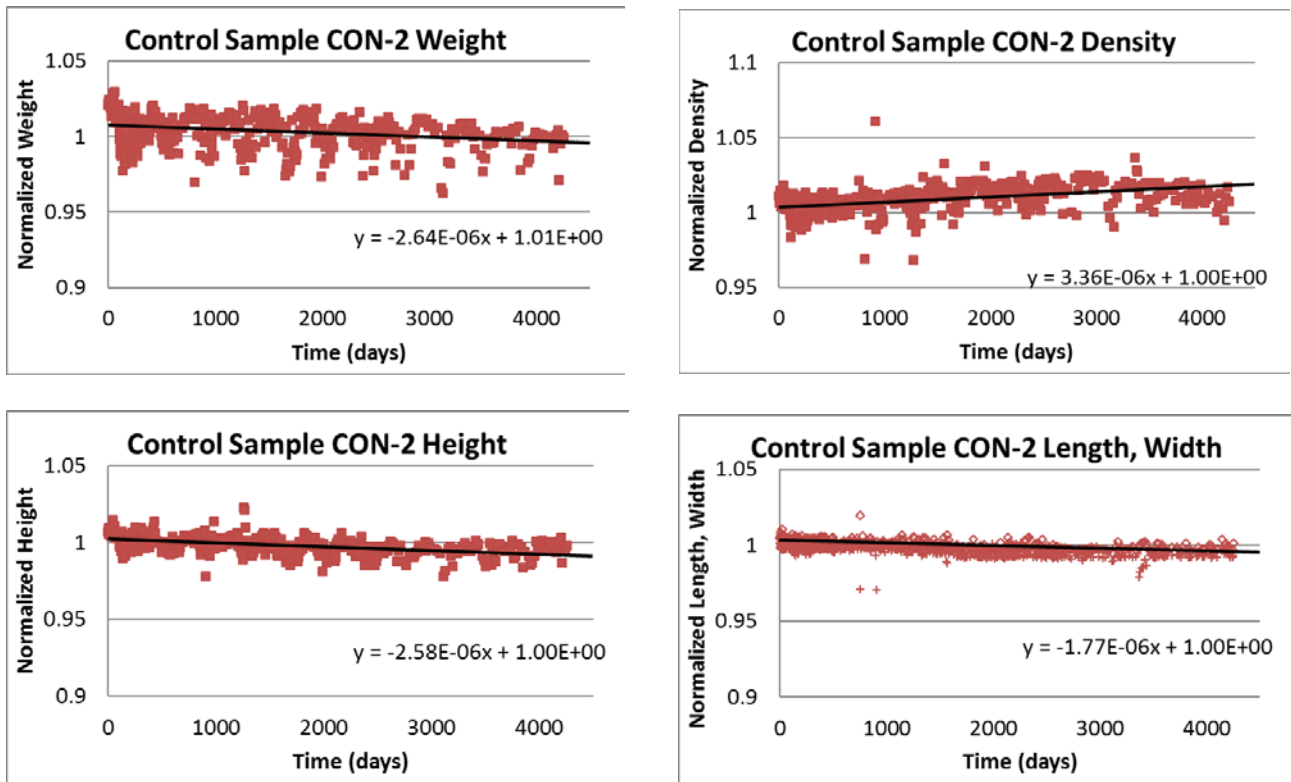 Control Sample CON-2 Weight
Normalized Weight
1.05
1
0.95
0.9
y = -2.64E-06x + 1.01E+00
0 1000 2000 3000 4000
Time (days)
Control Sample CON-2 Density
Normalized Density
1.1
1.05
1
0.95
y = 3.36E-06x + 1.00E+00
0 1000 2000 3000 4000
Time (days)
Control Sample CON-2 Height
Normalized Height
1.05
1
0.95
0.9
y = -2.58E-06x + 1.00E+00
0 1000 2000 3000 4000
Time (days)
Control Sample CON-2 Length, Width
Normalized Length, Width
1.05
1
0.95
0.9
y = -1.77E-06x + 1.00E+00
0 1000 2000 3000 4000
Time (days)